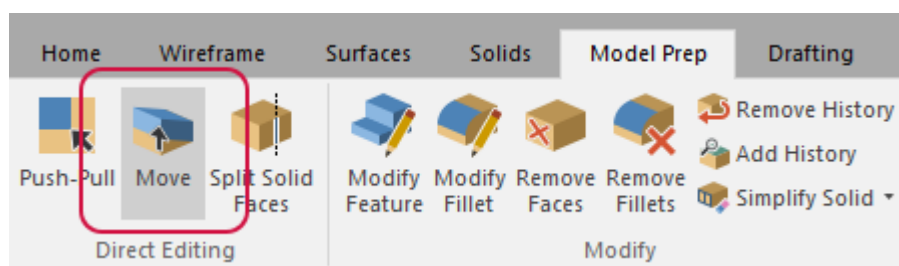 Home Wireframe Surfaces Solids Model Prep Drafting
Push-Pull Move Split Solid Faces Modify Feature Modify Fillet Remove Faces Remove Fillets
Remove History
Add History
Simplify Solid
Direct Editing Modify